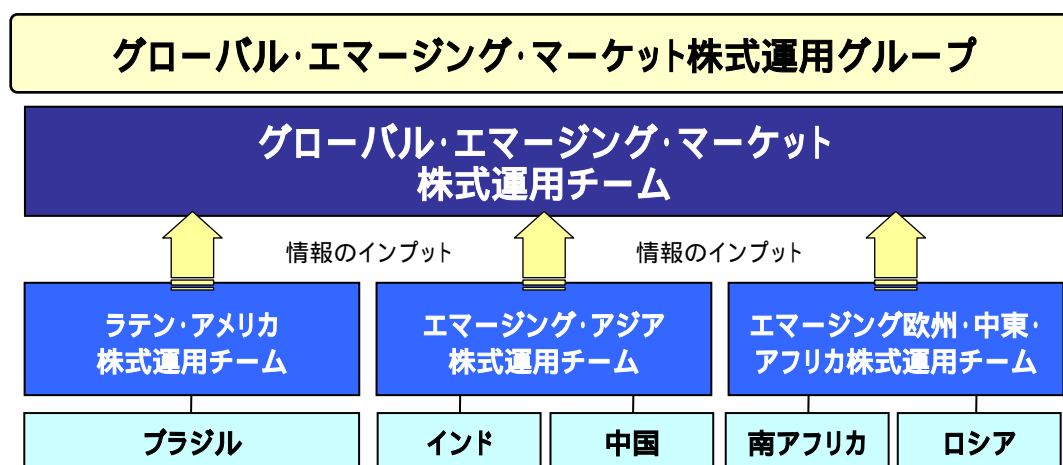 グローバル・エマージング・マーケット株式運用グループ
グローバル・エマージング・マーケット
株式運用チーム
情報のインプット
情報のインプット
ラテン・アメリカ
株式運用チーム
エマージング・アジア
株式運用チーム
エマージング欧州・中東・
アフリカ株式運用チーム
ブラジル
インド
中国
南アフリカ
ロシア